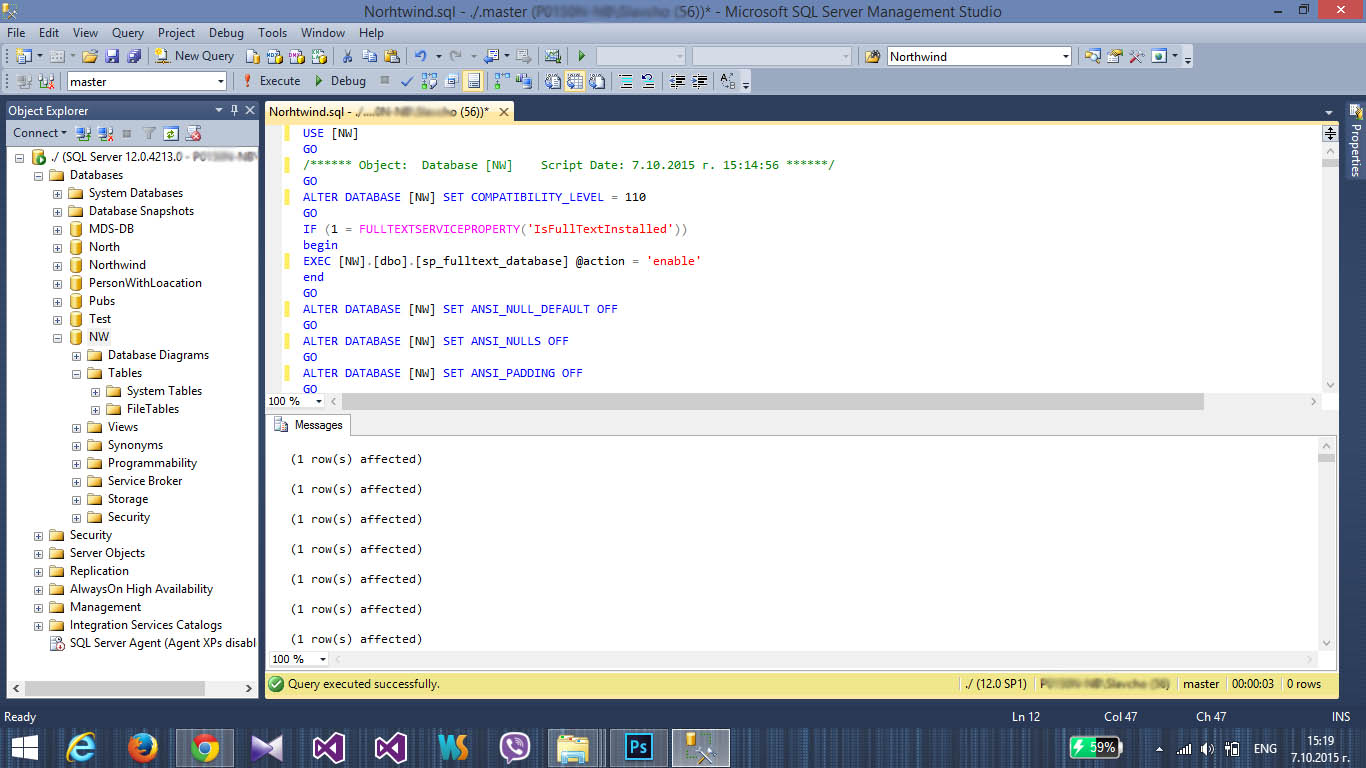 Norhtwind.sql - ./.master ( (56))* - Microsoft SQL Server Management Studio
File Edit View Query Project Debug Tools Window Help
New Query Northwind
master Execute Debug
Object Explorer
Connect
./ (SQL Server 12.0.4213.0 -
Databases
System Databases
Database Snapshots
MDS-DB
North
Northwind
PersonWithLoacation
Pubs
Test
NW
Database Diagrams
Tables
System Tables
FileTables
Views
Synonyms
Programmability
Service Broker
Storage
Security
Security
Server Objects
Replication
AlwaysOn High Availability
Management
Integration Services Catalogs
SQL Server Agent (Agent XPs disabl
Norhtwind.sql - ./.... (56))*
USE [NW]
GO
/****** Object:  Database [NW]    Script Date: 7.10.2015 г. 15:14:56 ******/
GO
ALTER DATABASE [NW] SET COMPATIBILITY_LEVEL = 110
GO
IF (1 = FULLTEXTSERVICEPROPERTY('IsFullTextInstalled'))
begin
EXEC [NW].[dbo].[sp_fulltext_database] @action = 'enable'
end
GO
ALTER DATABASE [NW] SET ANSI_NULL_DEFAULT OFF
GO
ALTER DATABASE [NW] SET ANSI_NULLS OFF
GO
ALTER DATABASE [NW] SET ANSI_PADDING OFF
GO
100 %
Messages
(1 row(s) affected)
(1 row(s) affected)
(1 row(s) affected)
(1 row(s) affected)
(1 row(s) affected)
(1 row(s) affected)
(1 row(s) affected)
100 %
Query executed successfully. ./ (12.0 SP1) master 00:00:03 0 rows
Properties
Ready Ln 12 Col 47 Ch 47 INS
Ps 59% ENG 15:19
7.10.2015 г.